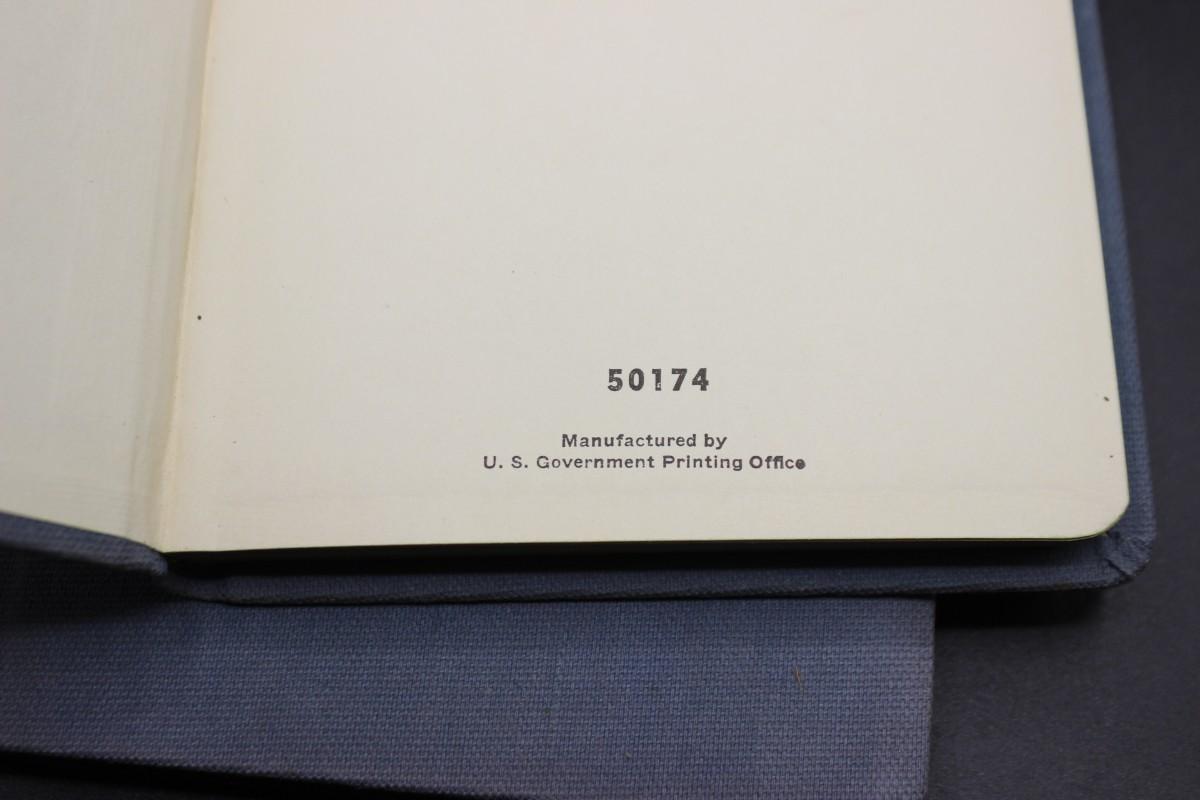 50174
Manufactured by
U. S. Government Printing Office